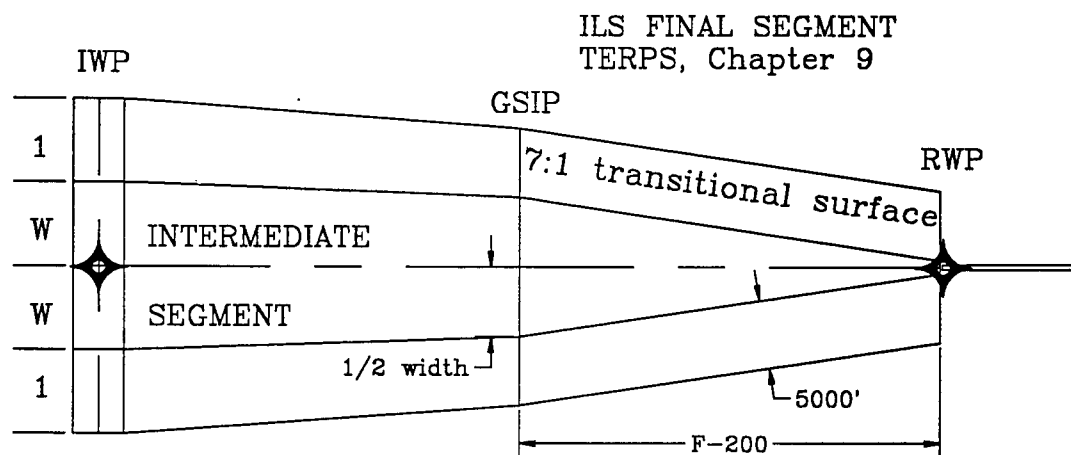 ILS FINAL SEGMENT
TERPS, Chapter 9
IWP
GSIP
RWP
1
7:1 transitional surface
W
INTERMEDIATE
W
SEGMENT
1/2 width
1
5000'
F-200